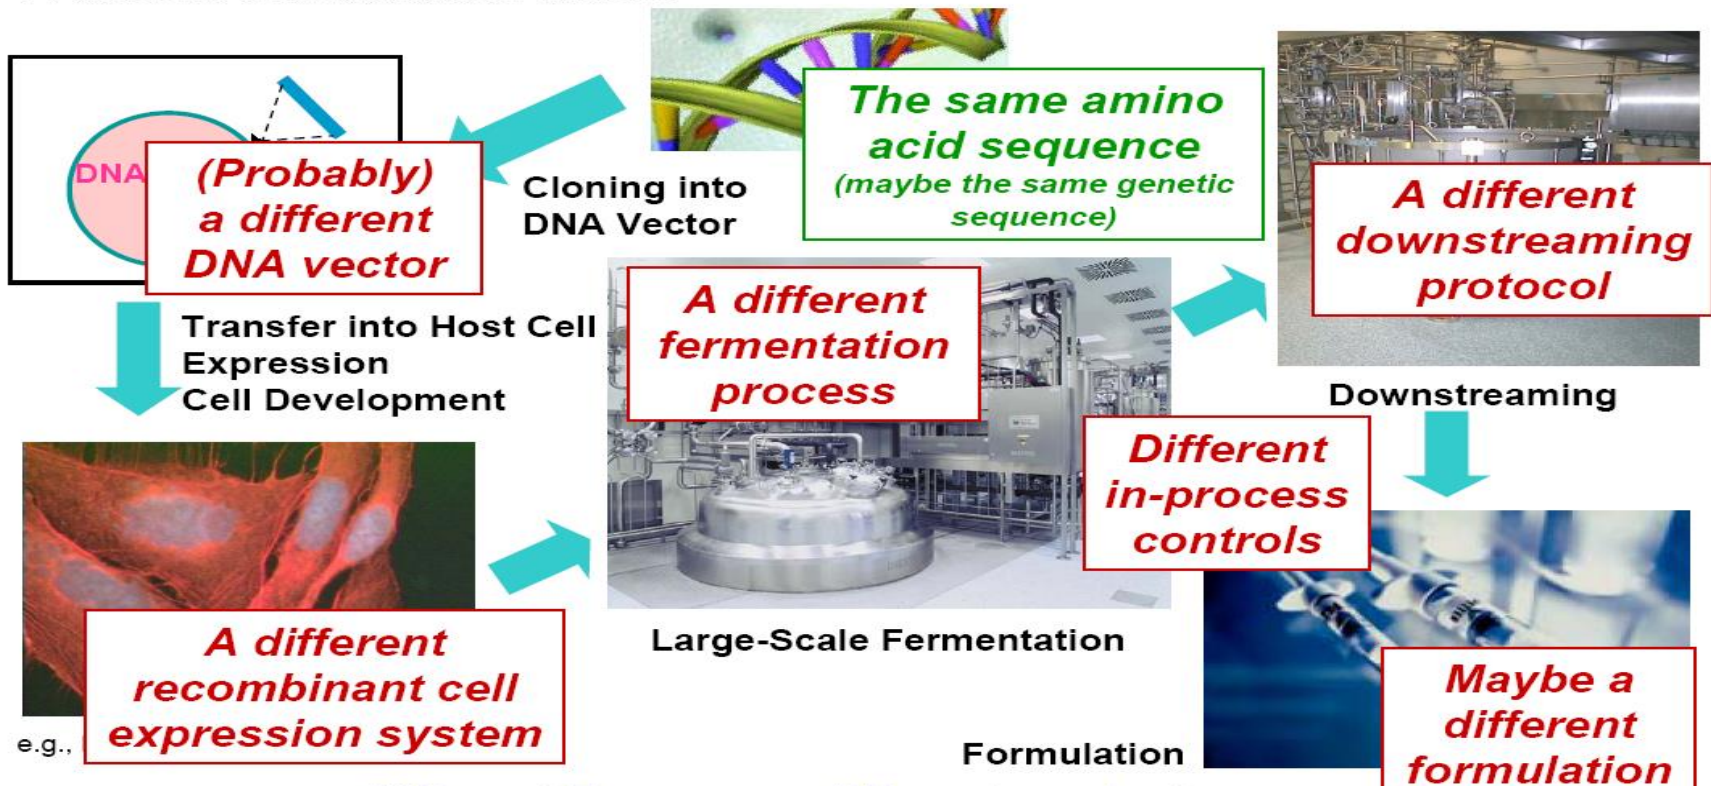 The same amino
acid sequence
(maybe the same genetic
sequence)
DNA
(Probably)
a different
DNA vector
Cloning into
DNA Vector
A different
downstreaming
protocol
A different
fermentation
process
Transfer into Host Cell
Expression
Cell Development
Downstreaming
Different
in-process
controls
A different
recombinant cell
expression system
e.g.,
Large-Scale Fermentation
Formulation
Maybe a
different
formulation